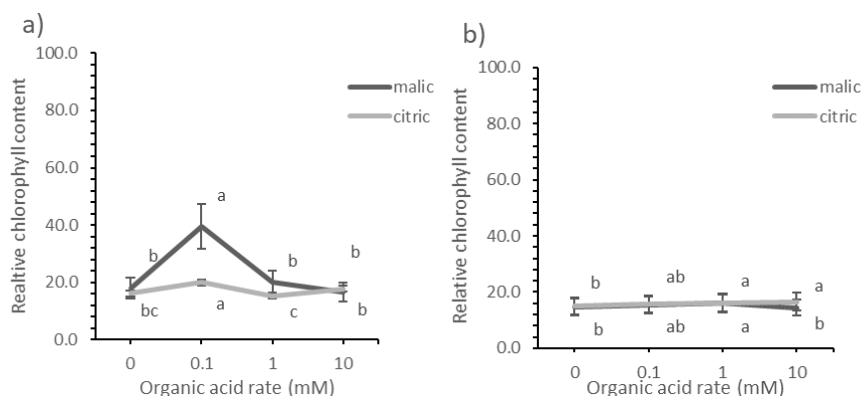 a)
Realtive chlorophyll content
100.0
80.0
60.0
40.0
20.0
0.0
malic
citric
b
a
b
b
bc
a
c
b
0 0.1 1 10
Organic acid rate (mM)
b)
Relative chlorophyll content
100.0
80.0
60.0
40.0
20.0
0.0
malic
citric
b
ab
a
a
b
ab
a
b
0 0.1 1 10
Organic acid rate (mM)